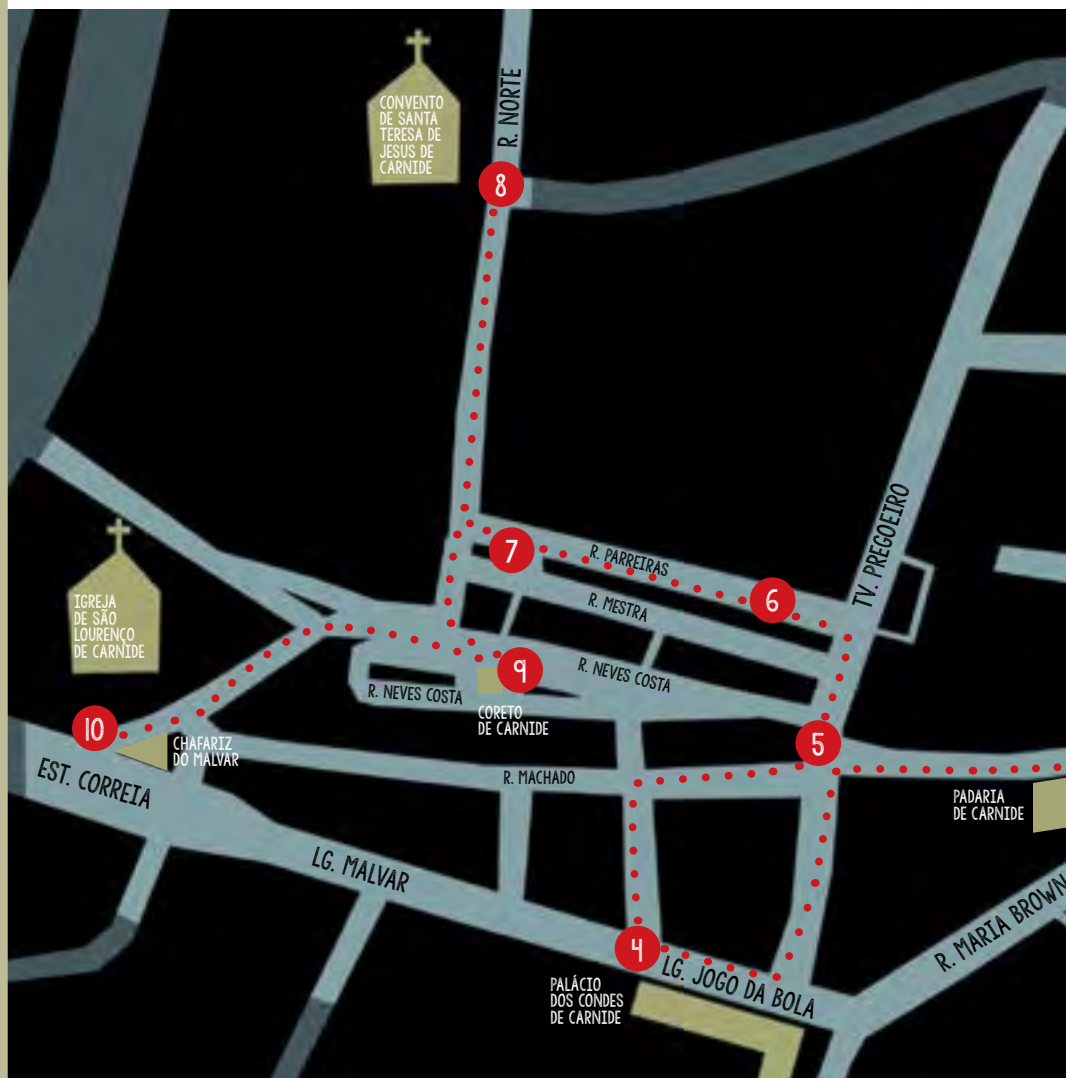 CONVENTO
DE SANTA
TERESA DE
JESUS DE
CARNIDE
R. NORTE
8
7
R. PARREIRAS
6
TV. PREGOEIRO
R. MESTRA
IGREJA
DE SÃO
LOURENÇO
DE CARNIDE
9
R. NEVES COSTA
R. NEVES COSTA
CORETO
DE CARNIDE
10
CHAFARIZ
DO MALVAR
5
EST. CORREIA
R. MACHADO
PADARIA
DE CARNIDE
LG. MALVAR
R. MARIA BROWN
4
LG. JOGO DA BOLA
PALÁCIO
DOS CONDES
DE CARNIDE